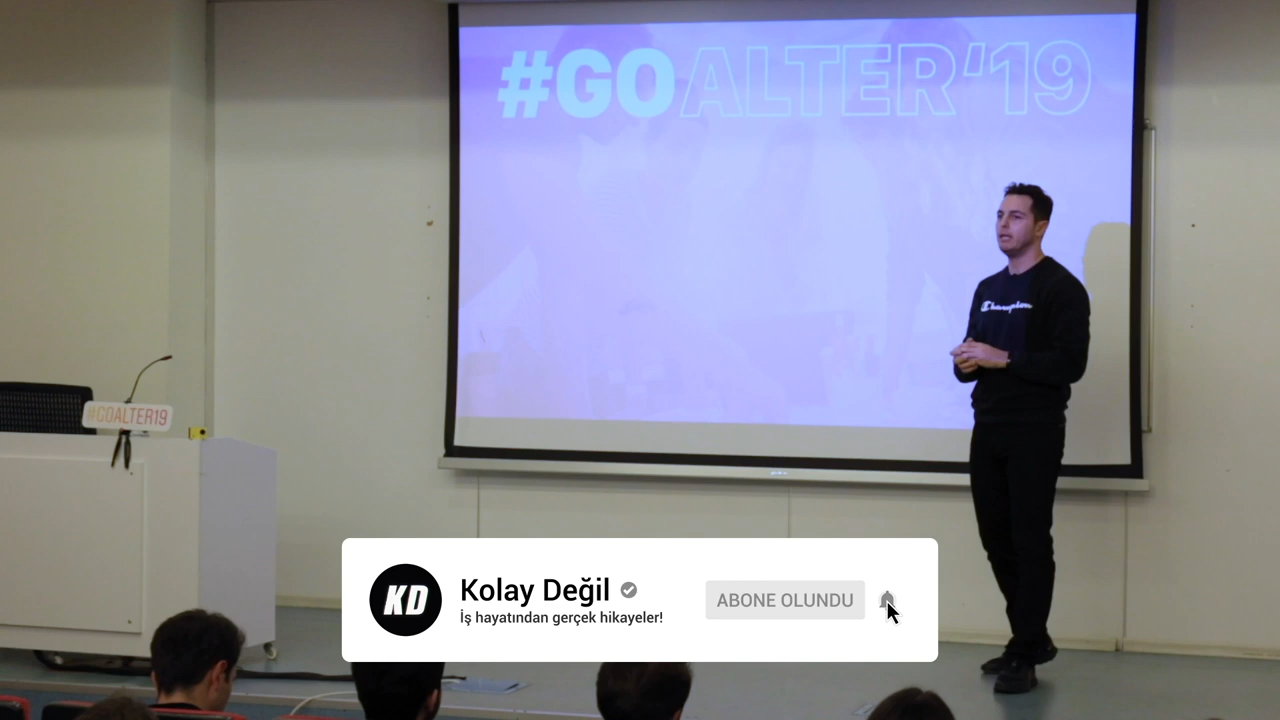 #GOALTER'19
Champion
#GOALTER19
KD
Kolay Değil
İş hayatından gerçek hikayeler!
ABONE OLUNDU